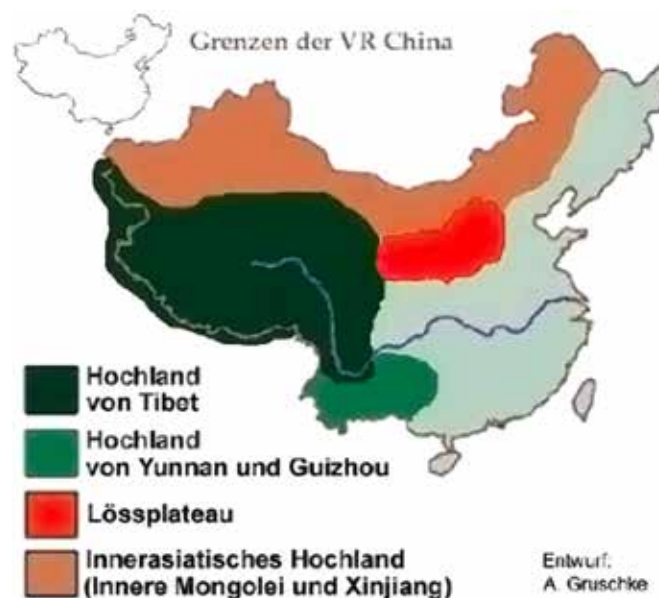 Grenzen der VR China
Hochland
von Tibet
Hochland
von Yunnan und Guizhou
Lössplateau
Innerasiatisches Hochland
(Innere Mongolei und Xinjiang)
Entwurf:
A. Gruschke